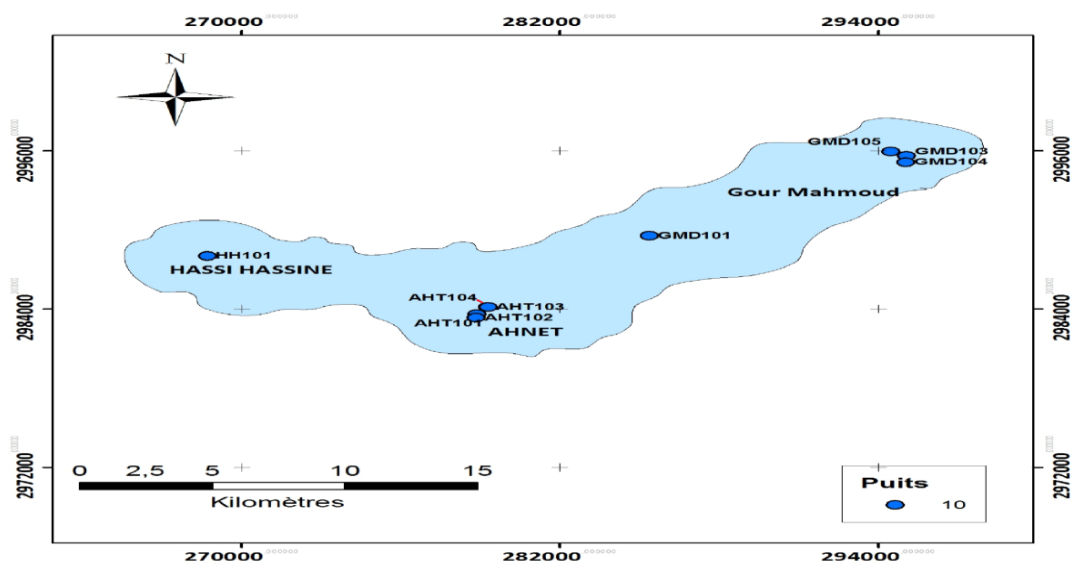 270000 282000 294000
N
2996000 2996000
GMD105
GMD103
GMD104
Gour Mahmoud
GMD101
HH101
HASSI HASSINE
AHT104
AHT103
AHT102
AHT101
AHNET
2984000 2984000
2972000 2972000
0 2,5 5 10 15
Kilomètres
Puits
10
270000 282000 294000